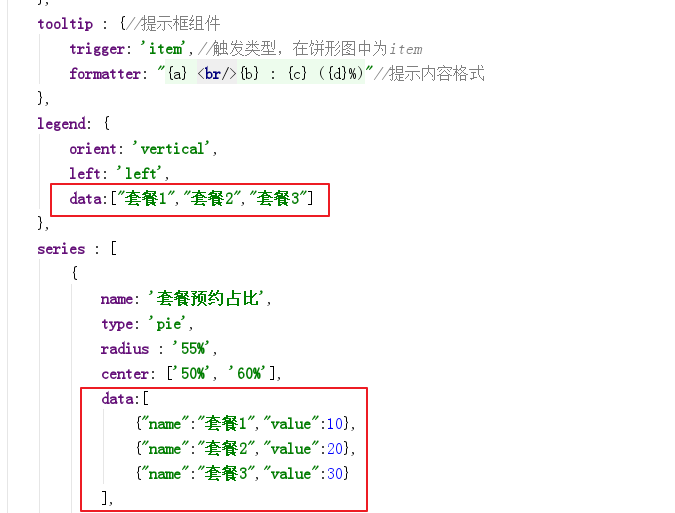 },
tooltip : {//提示框组件
trigger: 'item',//触发类型，在饼形图中为item
formatter: "{a} <br/>{b} : {c} ({d}%)"//提示内容格式
},
legend: {
orient: 'vertical',
left: 'left',
data:["套餐1","套餐2","套餐3"]
},
series : [
{
name: '套餐预约占比',
type: 'pie',
radius : '55%',
center: ['50%', '60%'],
data:[
{"name":"套餐1","value":10},
{"name":"套餐2","value":20},
{"name":"套餐3","value":30}
],